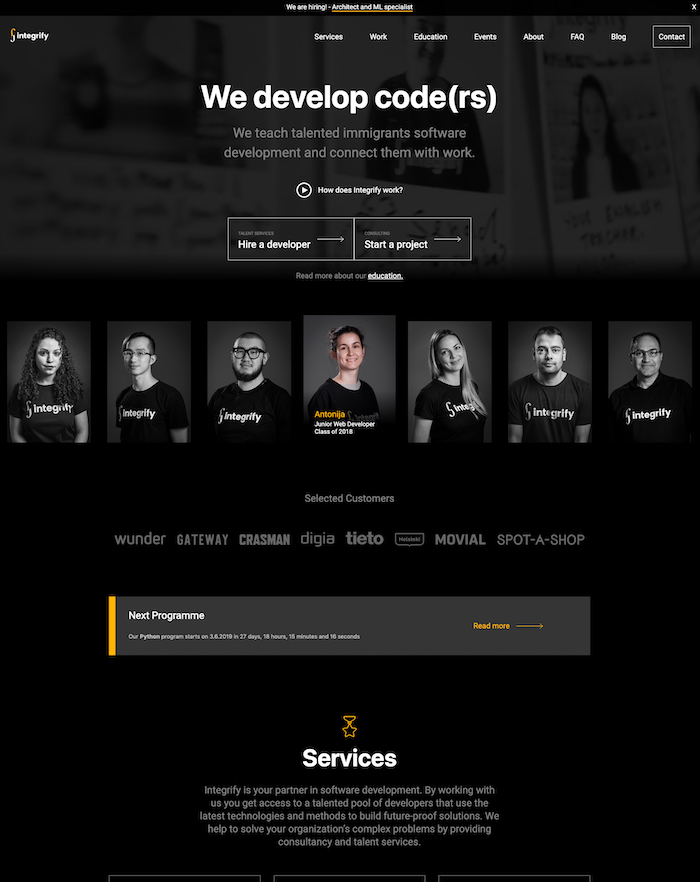 We are hiring! - Architect and ML specialist
X
integrify
Services
Work
Education
Events
About
FAQ
Blog
Contact
We develop code(rs)
We teach talented immigrants software
development and connect them with work.
How does Integrify work?
TALENT SERVICES
Hire a developer
CONSULTING
Start a project
Read more about our education.
integrify
integrify
integrify
Antonija
Junior Web Developer
Class of 2018
integrify
integrify
Selected Customers
wunder
GATEWAY
CRASMAN
digia
tieto
Helsinki
MOVIAL
SPOT-A-SHOP
Next Programme
Our Python program starts on 3.6.2019 in 27 days, 18 hours, 15 minutes and 16 seconds
Read more
Services
Integrify is your partner in software development. By working with
us you get access to a talented pool of developers that use the
latest technologies and methods to build future-proof solutions. We
help to solve your organization's complex problems by providing
consultancy and talent services.